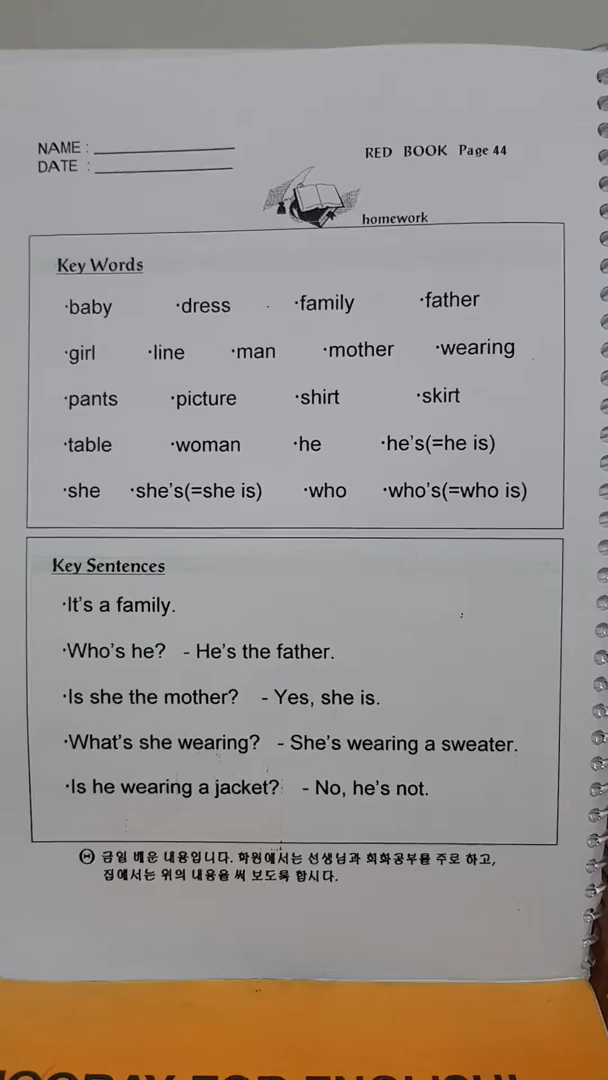 NAME : ____________
DATE : ____________
RED BOOK Page 44
homework
Key Words
·baby ·dress ·family ·father
·girl ·line ·man ·mother ·wearing
·pants ·picture ·shirt ·skirt
·table ·woman ·he ·he's(=he is)
·she ·she's(=she is) ·who ·who's(=who is)
Key Sentences
·It's a family.
·Who's he? - He's the father.
·Is she the mother? - Yes, she is.
·What's she wearing? - She's wearing a sweater.
·Is he wearing a jacket? - No, he's not.
금일 배운 내용입니다. 학원에서는 선생님과 회화공부를 주로 하고,
집에서는 위의 내용을 써 보도록 합시다.
HOORAY FOR ENGLISH!